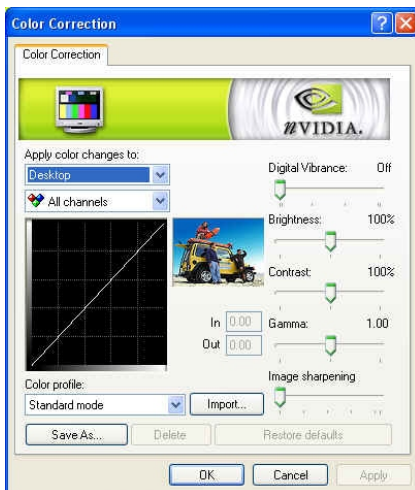 Color Correction
Color Correction
nVIDIA.
Apply color changes to:
Desktop
All channels
Digital Vibrance: Off
Brightness: 100%
Contrast: 100%
In 0.00
Out 0.00
Gamma: 1.00
Image sharpening
Color profile:
Standard mode
Import...
Save As...
Delete
Restore defaults
OK
Cancel
Apply